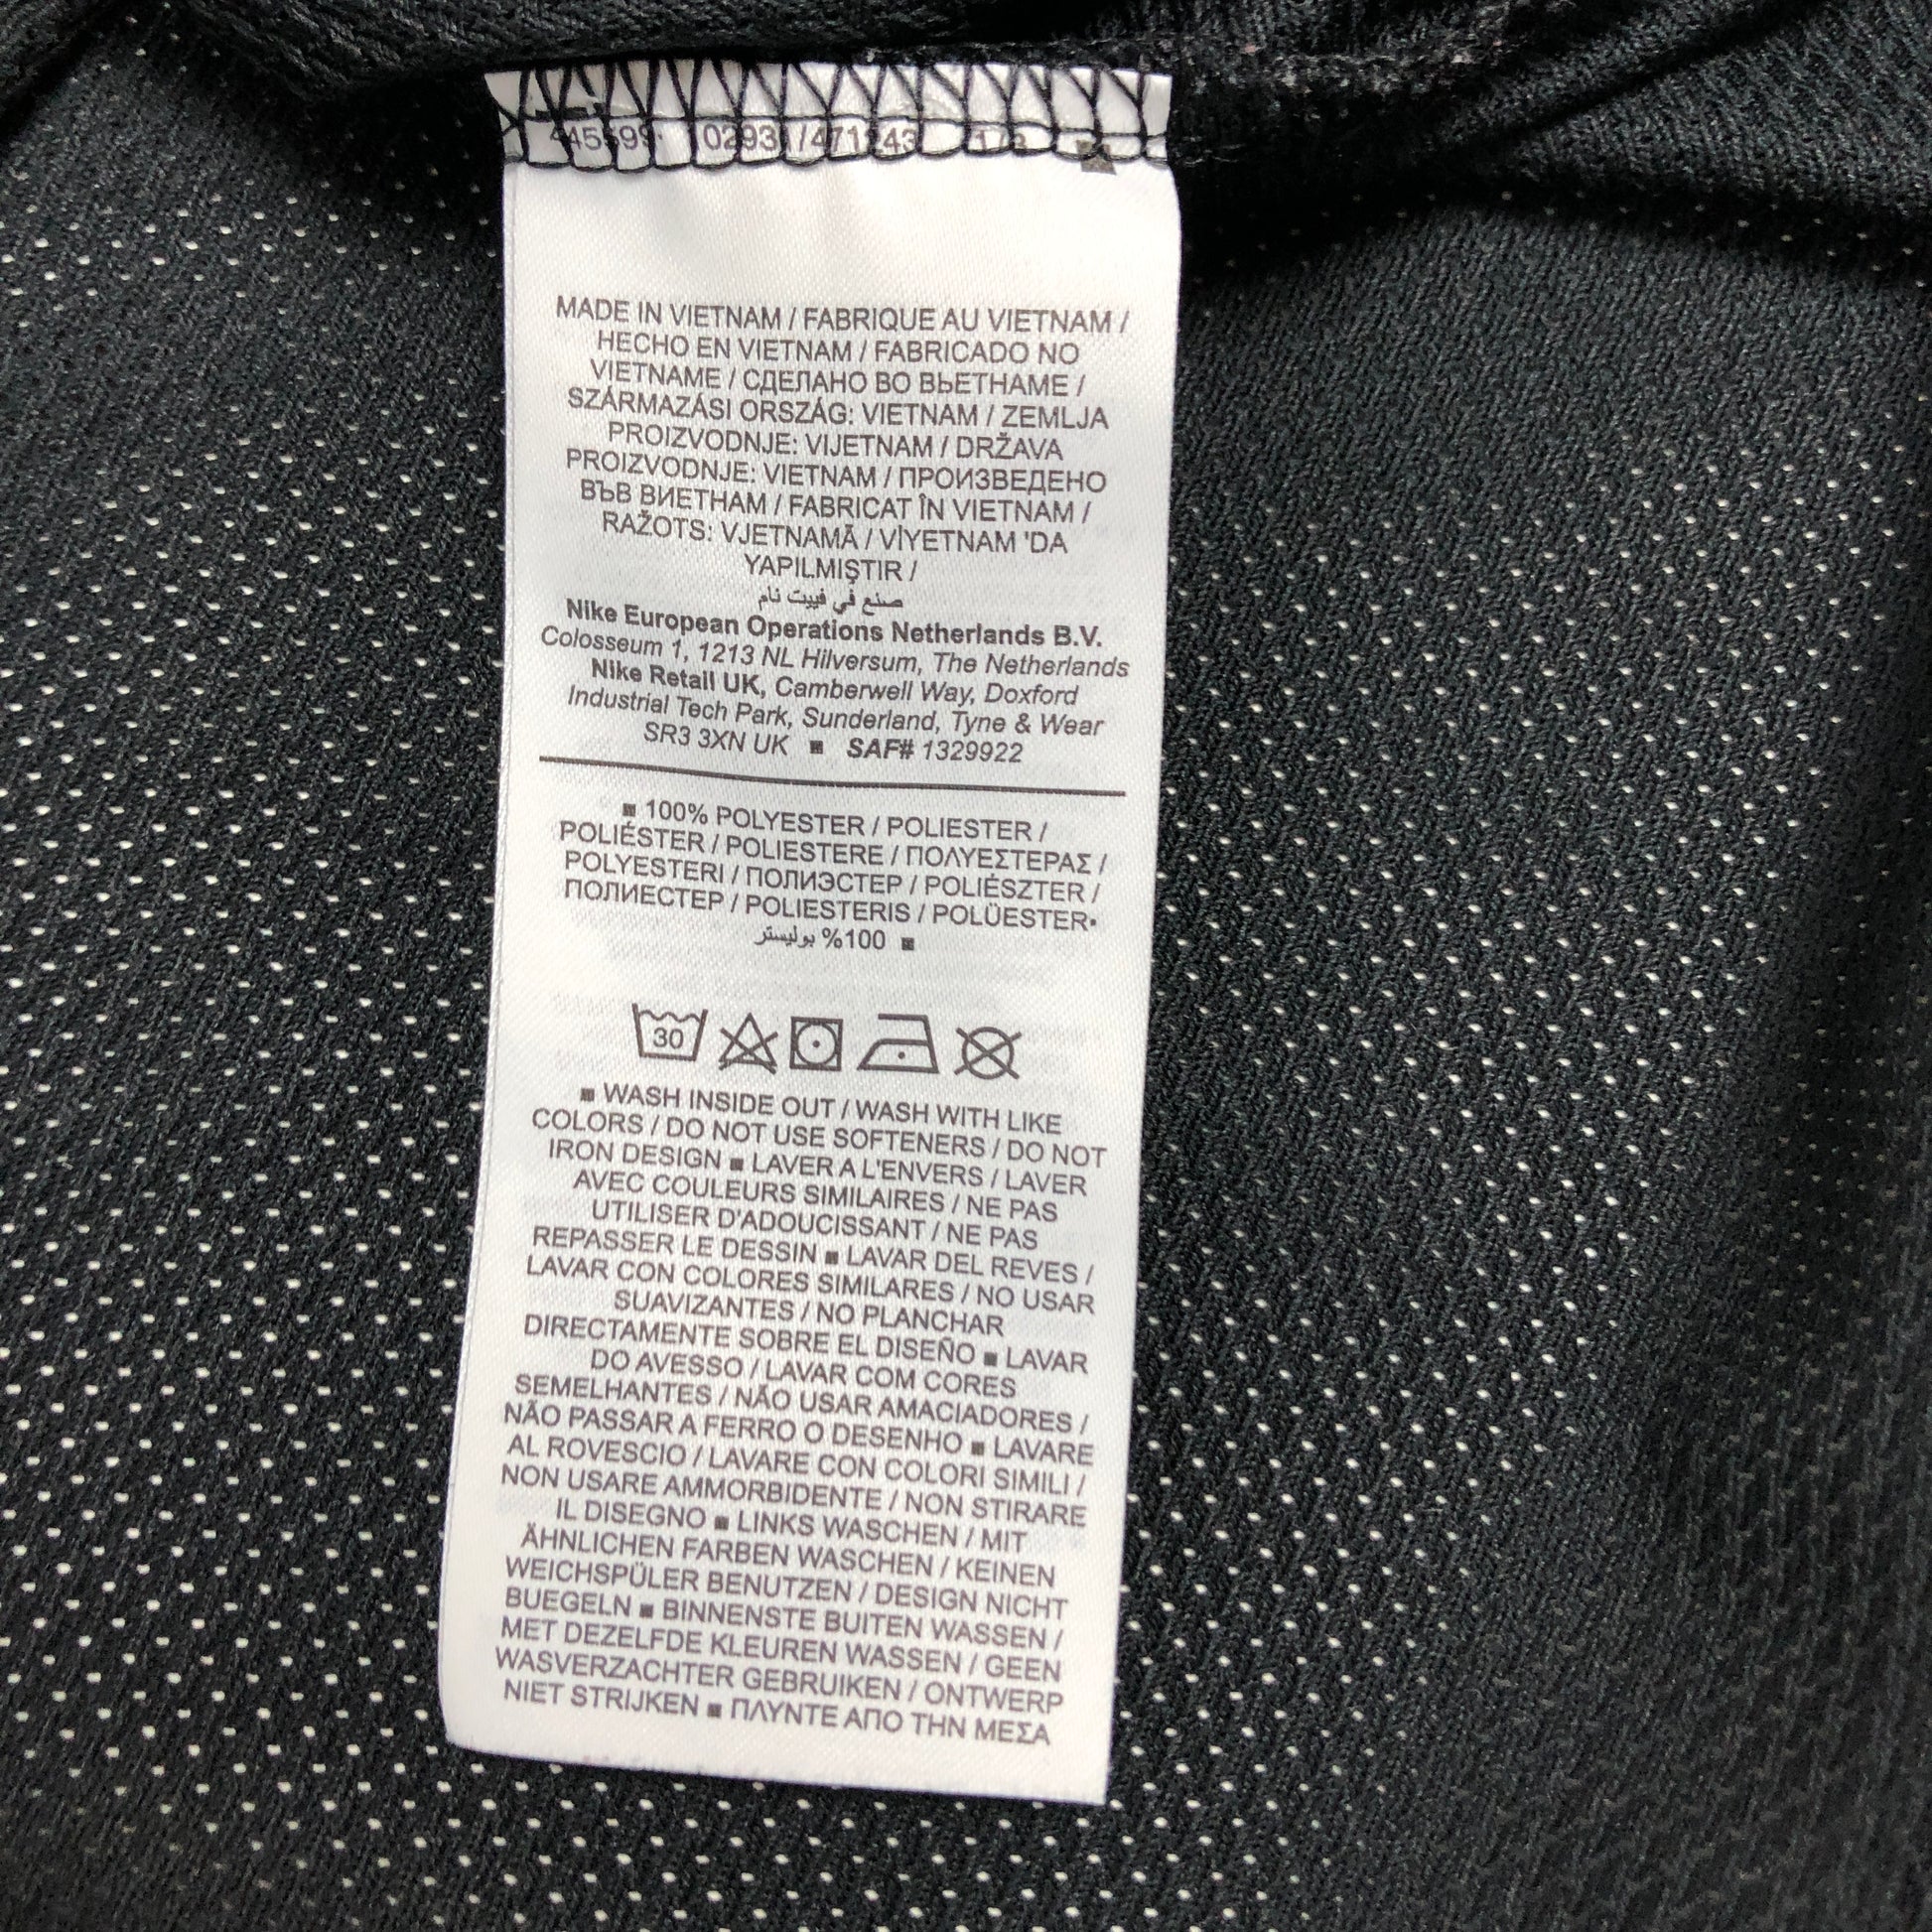 MADE IN VIETNAM / FABRIQUE AU VIETNAM /
HECHO EN VIETNAM / FABRICADO NO
VIETNAME / СДЕЛАНО ВО ВЬЕТНАМЕ /
SZÁRMAZÁSI ORSZÁG: VIETNAM / ZEMLJA
PROIZVODNJE: VIJETNAM / DRŽAVA
PROIZVODNJE: VIETNAM / ПРОИЗВЕДЕНО
ВЪВ ВИЕТНАМ / FABRICAT ÎN VIETNAM /
RAŽOTS: VJETNAMĀ / VİYETNAM 'DA
YAPILMIŞTIR /
صنع في فييت نام
Nike European Operations Netherlands B.V.
Colosseum 1, 1213 NL Hilversum, The Netherlands
Nike Retail UK, Camberwell Way, Doxford
Industrial Tech Park, Sunderland, Tyne & Wear
SR3 3XN UK ■ SAF# 1329922
■ 100% POLYESTER / POLIESTER /
POLIÉSTER / POLIESTERE / ΠΟΛΥΕΣΤΕΡΑΣ /
POLYESTERI / ПОЛИЭСТЕР / POLIÉSZTER /
ПОЛИЕСТЕР / POLIESTERIS / POLÜESTER•
100% بوليستر ■
30
■ WASH INSIDE OUT / WASH WITH LIKE
COLORS / DO NOT USE SOFTENERS / DO NOT
IRON DESIGN ■ LAVER A L'ENVERS / LAVER
AVEC COULEURS SIMILAIRES / NE PAS
UTILISER D'ADOUCISSANT / NE PAS
REPASSER LE DESSIN ■ LAVAR DEL REVES /
LAVAR CON COLORES SIMILARES / NO USAR
SUAVIZANTES / NO PLANCHAR
DIRECTAMENTE SOBRE EL DISEÑO ■ LAVAR
DO AVESSO / LAVAR COM CORES
SEMELHANTES / NÃO USAR AMACIADORES /
NÃO PASSAR A FERRO O DESENHO ■ LAVARE
AL ROVESCIO / LAVARE CON COLORI SIMILI /
NON USARE AMMORBIDENTE / NON STIRARE
IL DISEGNO ■ LINKS WASCHEN / MIT
ÄHNLICHEN FARBEN WASCHEN / KEINEN
WEICHSPÜLER BENUTZEN / DESIGN NICHT
BUEGELN ■ BINNENSTE BUITEN WASSEN /
MET DEZELFDE KLEUREN WASSEN / GEEN
WASVERZACHTER GEBRUIKEN / ONTWERP
NIET STRIJKEN ■ ΠΛΥΝΤΕ ΑΠΟ ΤΗΝ ΜΕΣΑ